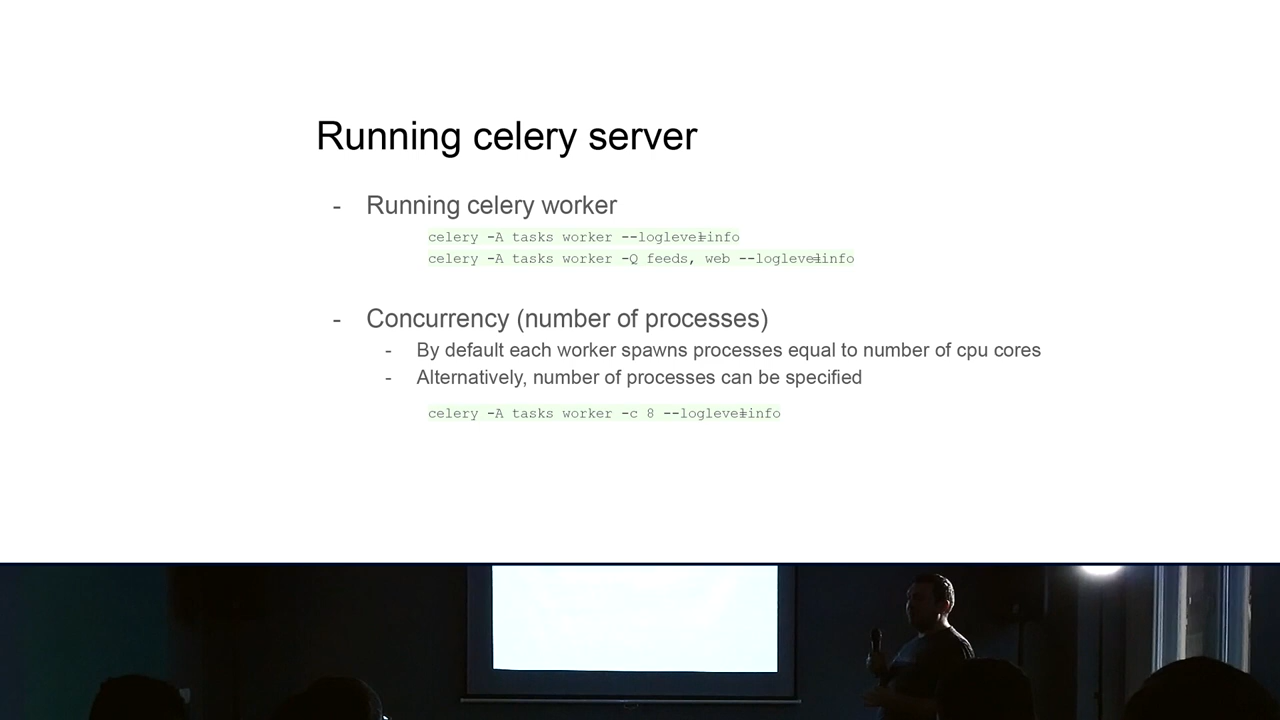 Running celery server
- Running celery worker
celery -A tasks worker --loglevel=info
celery -A tasks worker -Q feeds, web --loglevel=info
- Concurrency (number of processes)
- By default each worker spawns processes equal to number of cpu cores
- Alternatively, number of processes can be specified
celery -A tasks worker -c 8 --loglevel=info